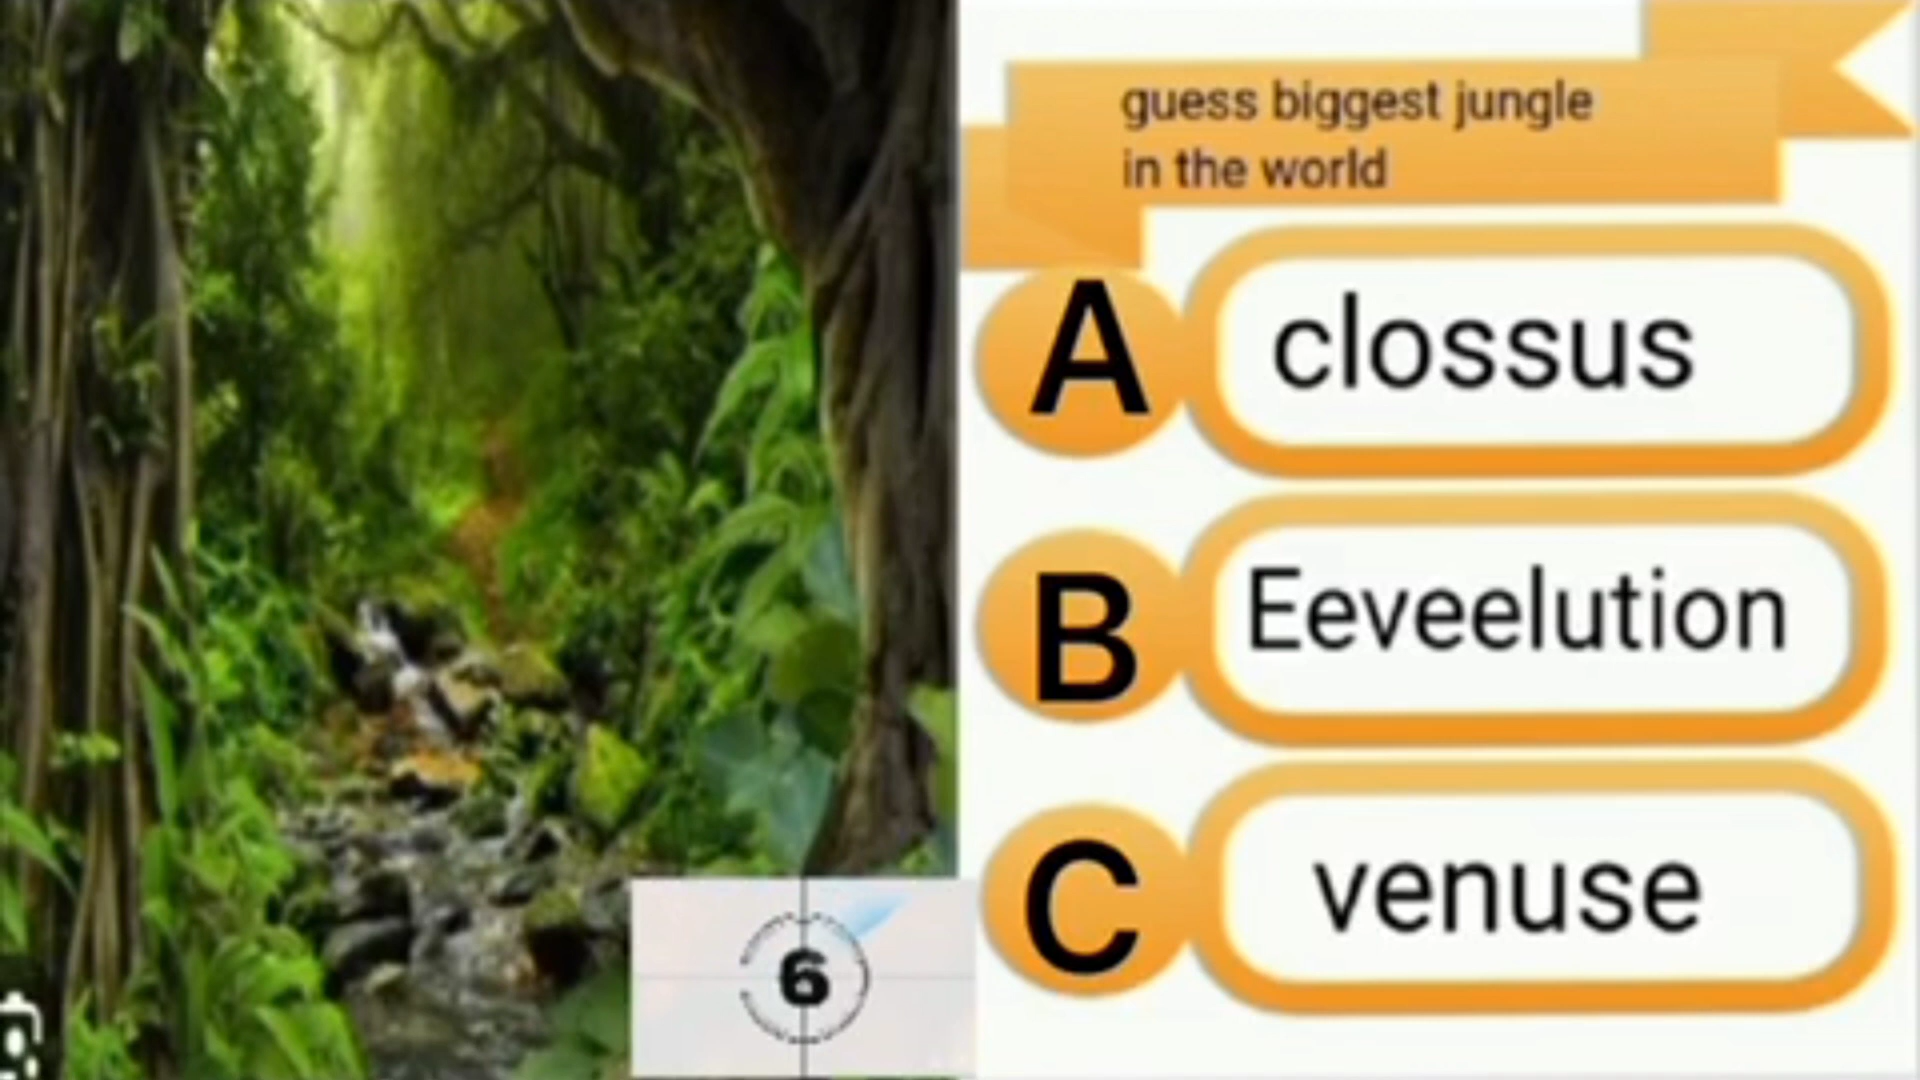 guess biggest jungle
in the world
A clossus
B Eeveelution
C venuse
6